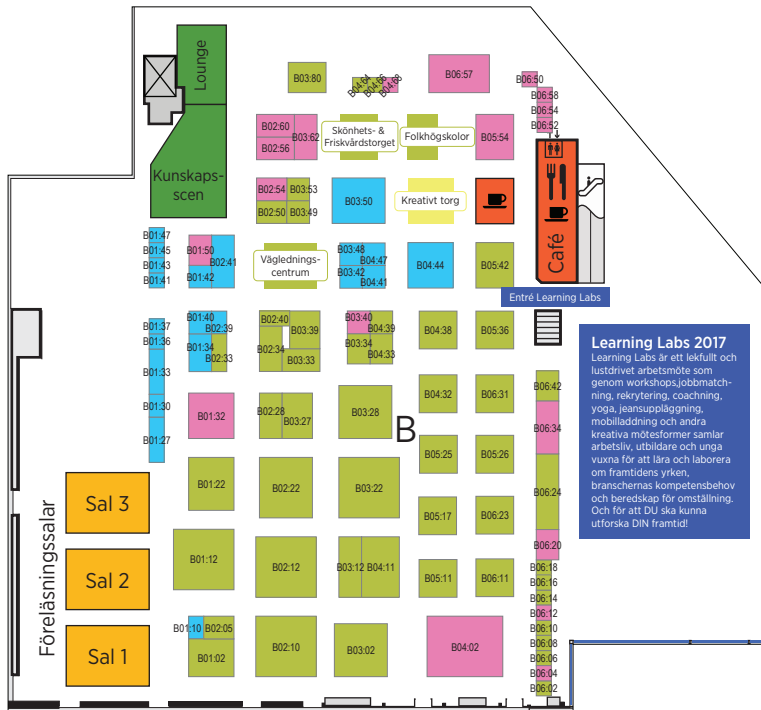 Lounge
B03:80
B04:64
B04:66
B04:68
B06:57
B06:50
B06:58
B06:54
B06:52
B02:60
B03:62
B02:56
Skönhets- &
Friskvårdstorget
Folkhögskolor
B05:54
Kunskaps-
scen
B02:54
B03:53
B02:50
B03:49
B03:50
Kreativt torg
Café
B01:47
B01:45
B01:43
B01:41
B01:50
B02:41
B01:42
Väglednings-
centrum
B03:48
B04:47
B03:42
B04:41
B04:44
B05:42
Entré Learning Labs
B01:37
B01:36
B01:33
B01:30
B01:27
B01:40
B02:39
B01:34
B02:33
B02:40
B03:39
B02:34
B03:33
B03:40
B04:39
B03:34
B04:33
B04:38
B05:36
Learning Labs 2017
Learning Labs är ett lekfullt och
lustdrivet arbetsmöte som
genom workshops,jobbmatch-
ning, rekrytering, coachning,
yoga, jeansuppläggning,
mobilladdning och andra
kreativa mötesformer samlar
arbetsliv, utbildare och unga
vuxna för att lära och laborera
om framtidens yrken,
branschernas kompetensbehov
och beredskap för omställning.
Och för att DU ska kunna
utforska DIN framtid!
B01:32
B02:28
B03:27
B03:28
B
B04:32
B06:31
B06:42
B06:34
B05:25
B05:26
B01:22
B02:22
B03:22
B06:24
B05:17
B06:23
B06:20
Föreläsningssalar
Sal 3
Sal 2
Sal 1
B01:12
B02:12
B03:12
B04:11
B05:11
B06:11
B06:18
B06:16
B06:14
B06:12
B06:10
B06:08
B06:06
B06:04
B06:02
B01:10
B02:05
B01:02
B02:10
B03:02
B04:02